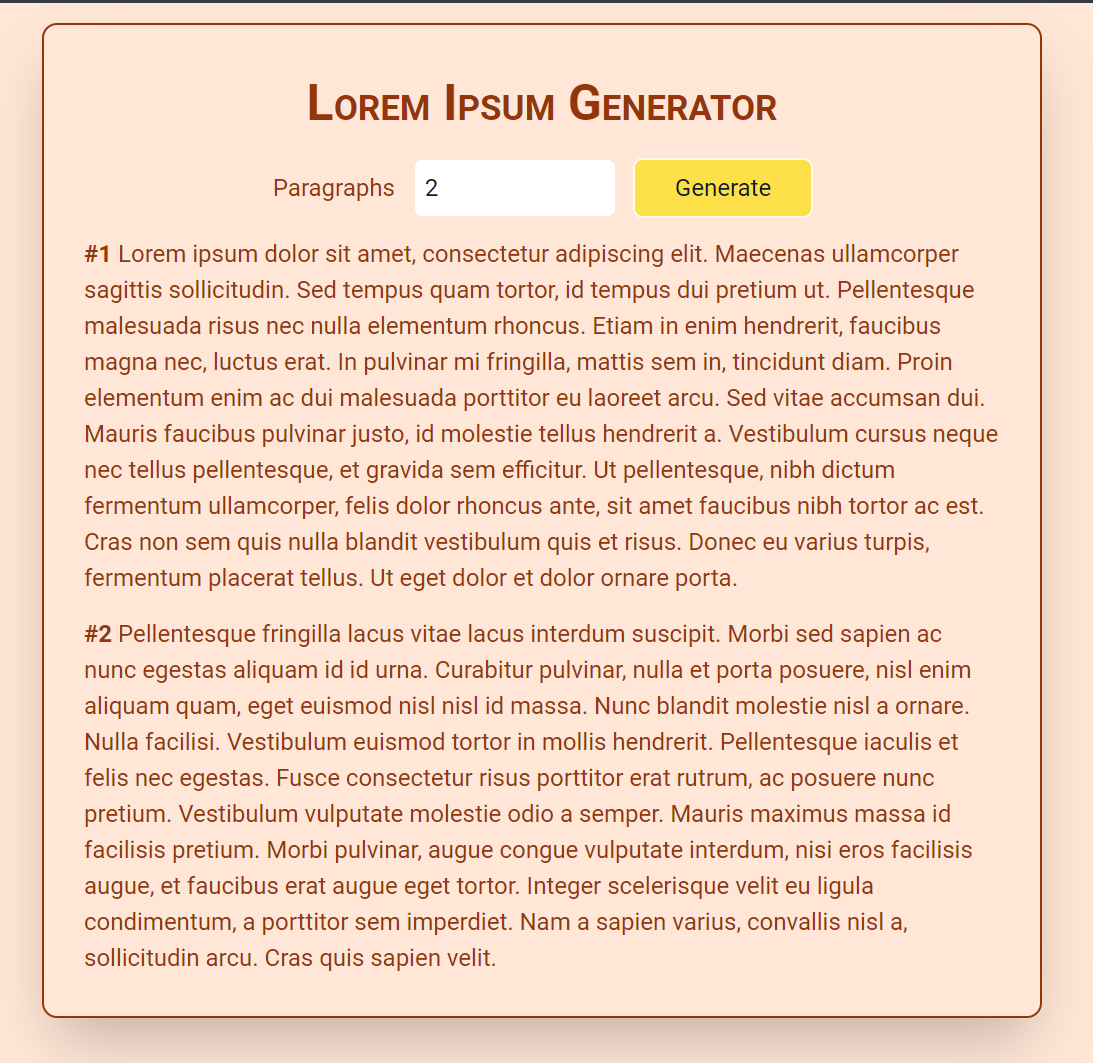 Lorem Ipsum Generator
Paragraphs 2 Generate
#1 Lorem ipsum dolor sit amet, consectetur adipiscing elit. Maecenas ullamcorper
sagittis sollicitudin. Sed tempus quam tortor, id tempus dui pretium ut. Pellentesque
malesuada risus nec nulla elementum rhoncus. Etiam in enim hendrerit, faucibus
magna nec, luctus erat. In pulvinar mi fringilla, mattis sem in, tincidunt diam. Proin
elementum enim ac dui malesuada porttitor eu laoreet arcu. Sed vitae accumsan dui.
Mauris faucibus pulvinar justo, id molestie tellus hendrerit a. Vestibulum cursus neque
nec tellus pellentesque, et gravida sem efficitur. Ut pellentesque, nibh dictum
fermentum ullamcorper, felis dolor rhoncus ante, sit amet faucibus nibh tortor ac est.
Cras non sem quis nulla blandit vestibulum quis et risus. Donec eu varius turpis,
fermentum placerat tellus. Ut eget dolor et dolor ornare porta.
#2 Pellentesque fringilla lacus vitae lacus interdum suscipit. Morbi sed sapien ac
nunc egestas aliquam id id urna. Curabitur pulvinar, nulla et porta posuere, nisl enim
aliquam quam, eget euismod nisl nisl id massa. Nunc blandit molestie nisl a ornare.
Nulla facilisi. Vestibulum euismod tortor in mollis hendrerit. Pellentesque iaculis et
felis nec egestas. Fusce consectetur risus porttitor erat rutrum, ac posuere nunc
pretium. Vestibulum vulputate molestie odio a semper. Mauris maximus massa id
facilisis pretium. Morbi pulvinar, augue congue vulputate interdum, nisi eros facilisis
augue, et faucibus erat augue eget tortor. Integer scelerisque velit eu ligula
condimentum, a porttitor sem imperdiet. Nam a sapien varius, convallis nisl a,
sollicitudin arcu. Cras quis sapien velit.